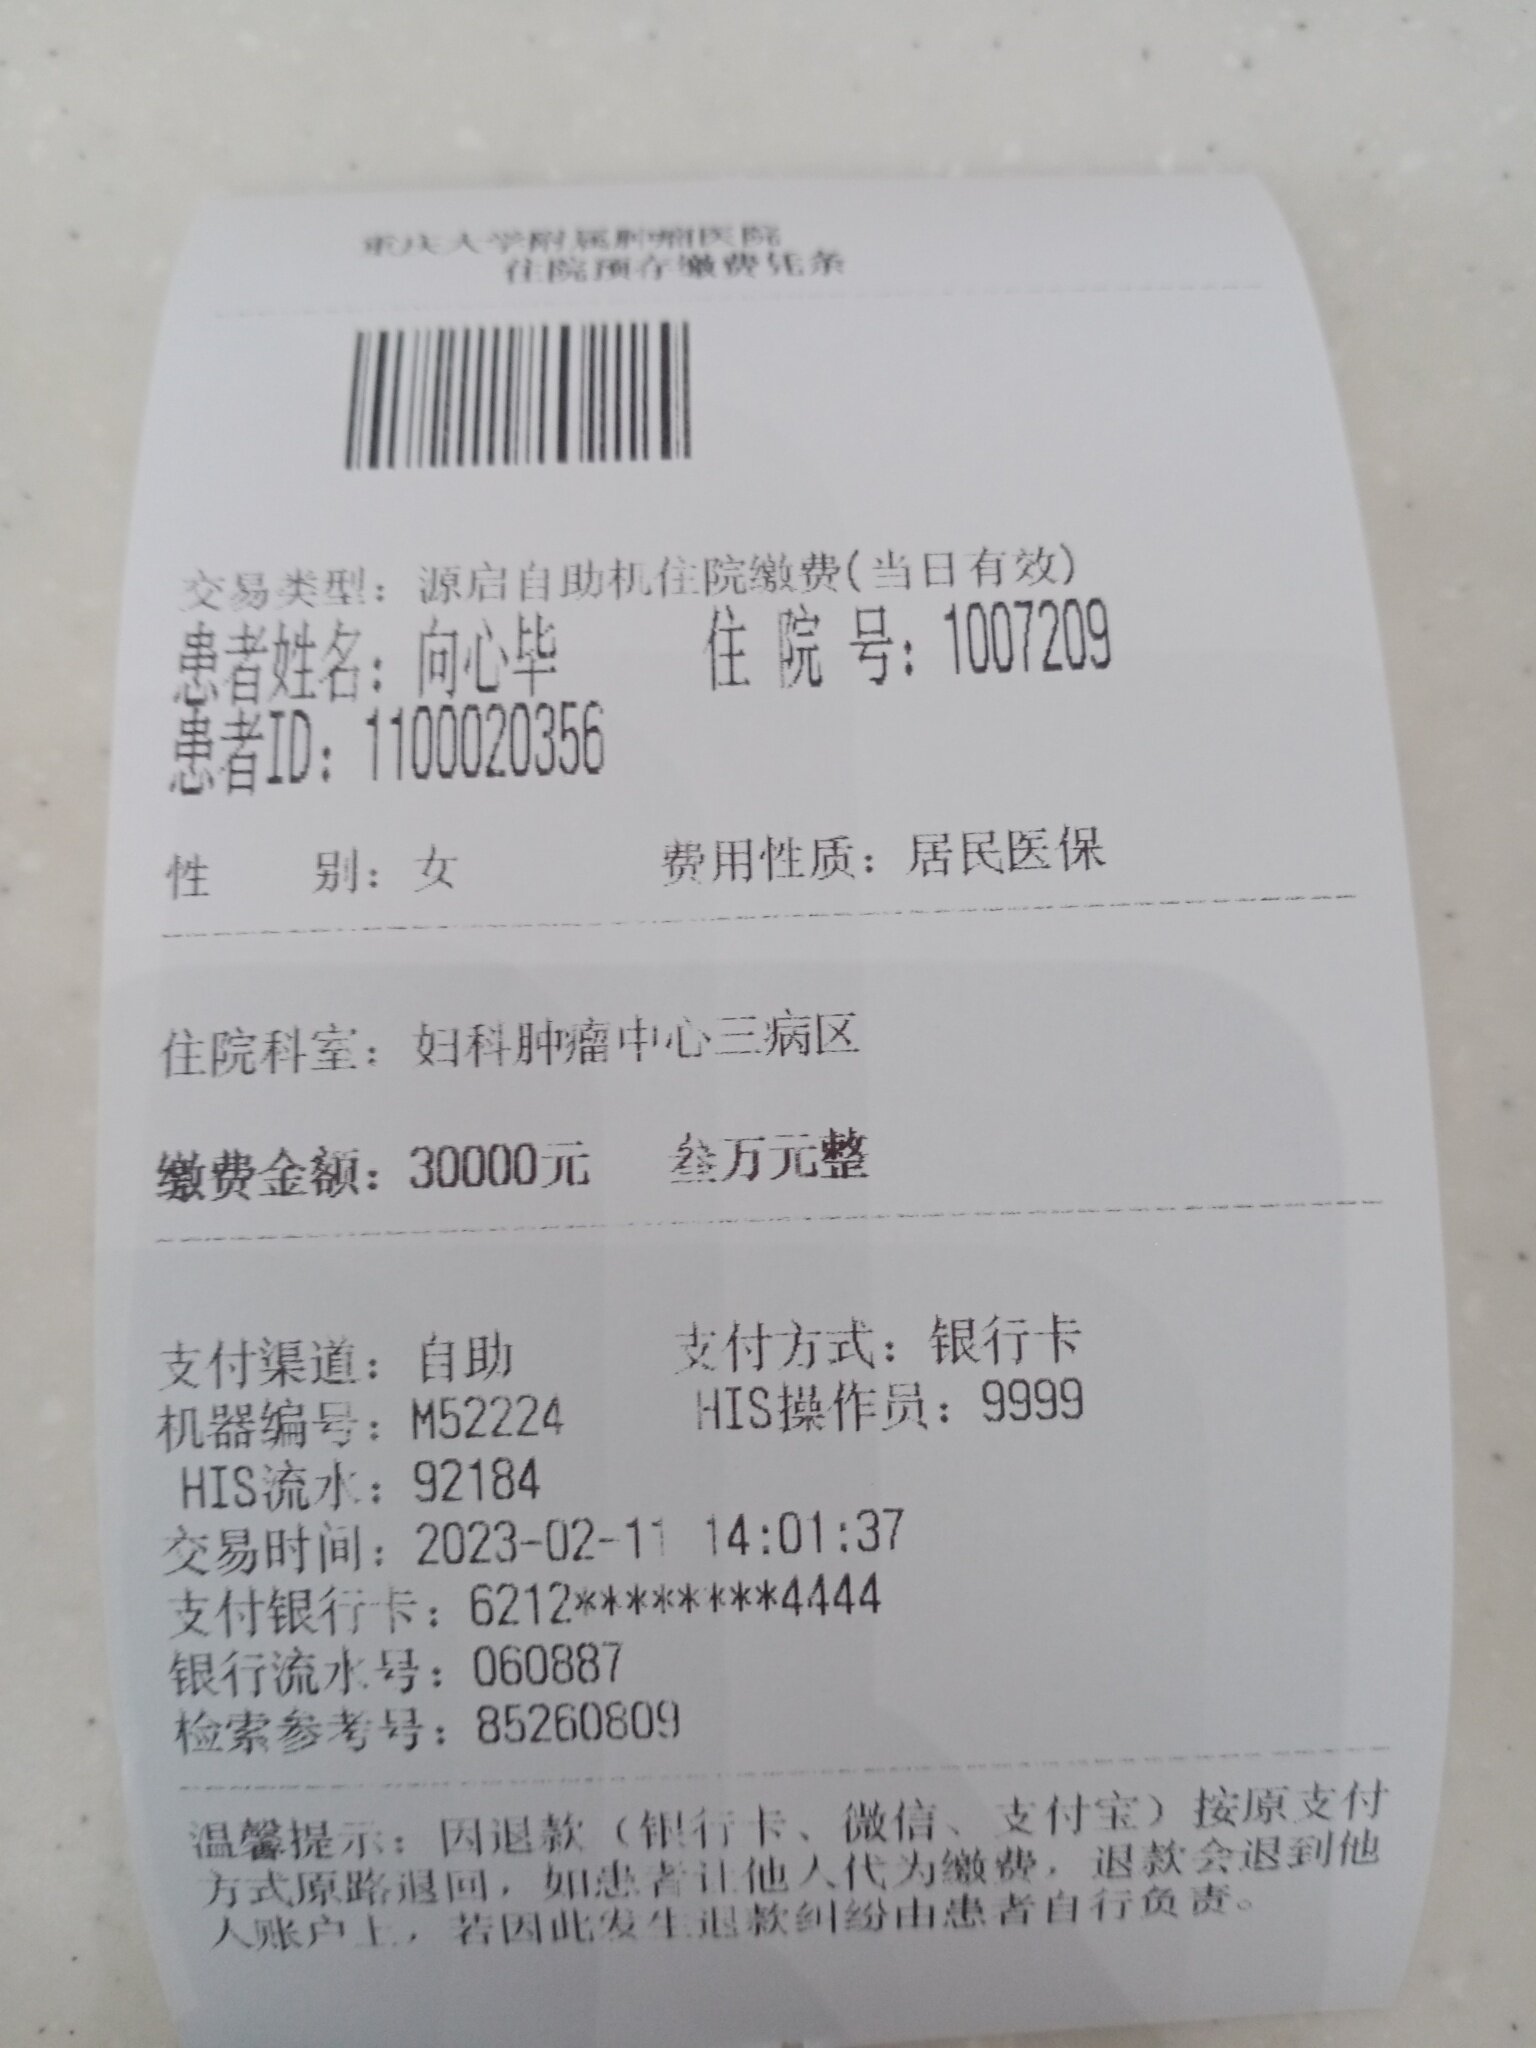 重庆大学附属肿瘤医院
住院预存缴费凭条
交易类型：源启自助机住院缴费(当日有效)
患者姓名：向心毕 住 院 号：1007209
患者ID：1100020356
性 别：女 费用性质：居民医保
住院科室：妇科肿瘤中心三病区
缴费金额：30000元 叁万元整
支付渠道：自助 支付方式：银行卡
机器编号：M52224 HIS操作员：9999
HIS流水：92184
交易时间：2023-02-11 14:01:37
支付银行卡：6212********4444
银行流水号：060887
检索参考号：85260809
温馨提示：因退款（银行卡、微信、支付宝）按原支付
方式原路退回，如患者让他人代为缴费，退款会退到他
人账户上，若因此发生退款纠纷由患者自行负责。